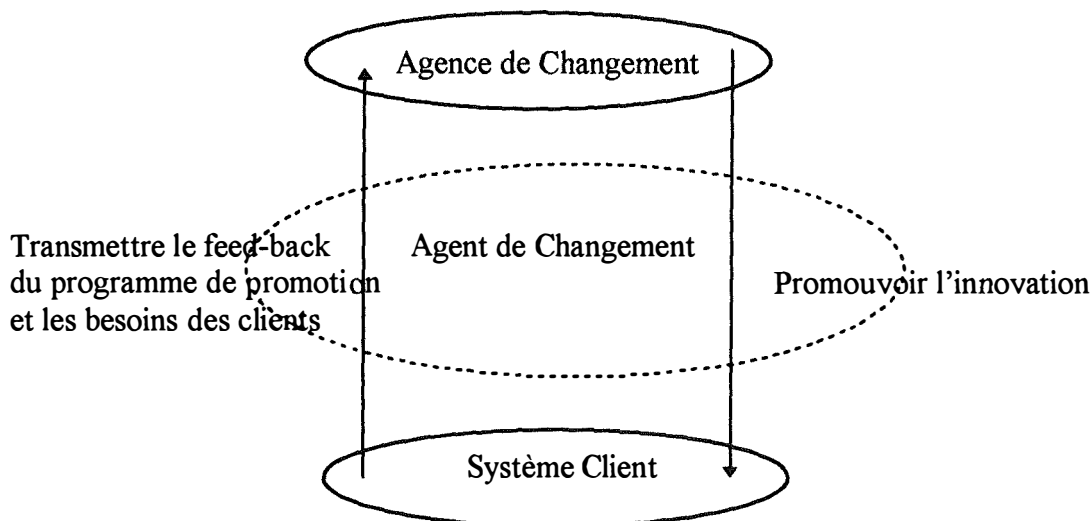 Agence de Changement
Transmettre le feed-back
du programme de promotion
et les besoins des clients
Agent de Changement
Promouvoir l'innovation
Système Client